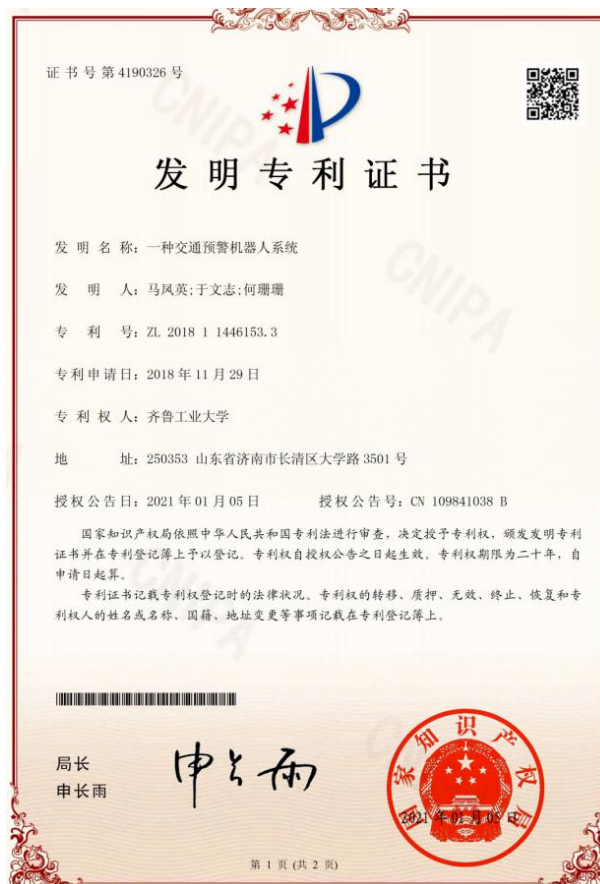 证书号第4190326号
发明专利证书
发明名称：一种交通预警机器人系统
发明人：马凤英;于文志;何珊珊
专利号：ZL 2018 1 1446153.3
专利申请日：2018年11月29日
专利权人：齐鲁工业大学
地址：250353 山东省济南市长清区大学路3501号
授权公告日：2021年01月05日 授权公告号：CN 109841038 B
国家知识产权局依照中华人民共和国专利法进行审查，决定授予专利权，颁发发明专利
证书并在专利登记簿上予以登记。专利权自授权公告之日起生效。专利权期限为二十年，自
申请日起算。
专利证书记载专利权登记时的法律状况。专利权的转移、质押、无效、终止、恢复和专
利权人的姓名或名称、国籍、地址变更等事项记载在专利登记簿上。
局长
申长雨
申长雨
国家知识产权局
2021年01月05日
第 1 页 (共 2 页)
CNIPA
CNIPA
CNIPA
CNIPA